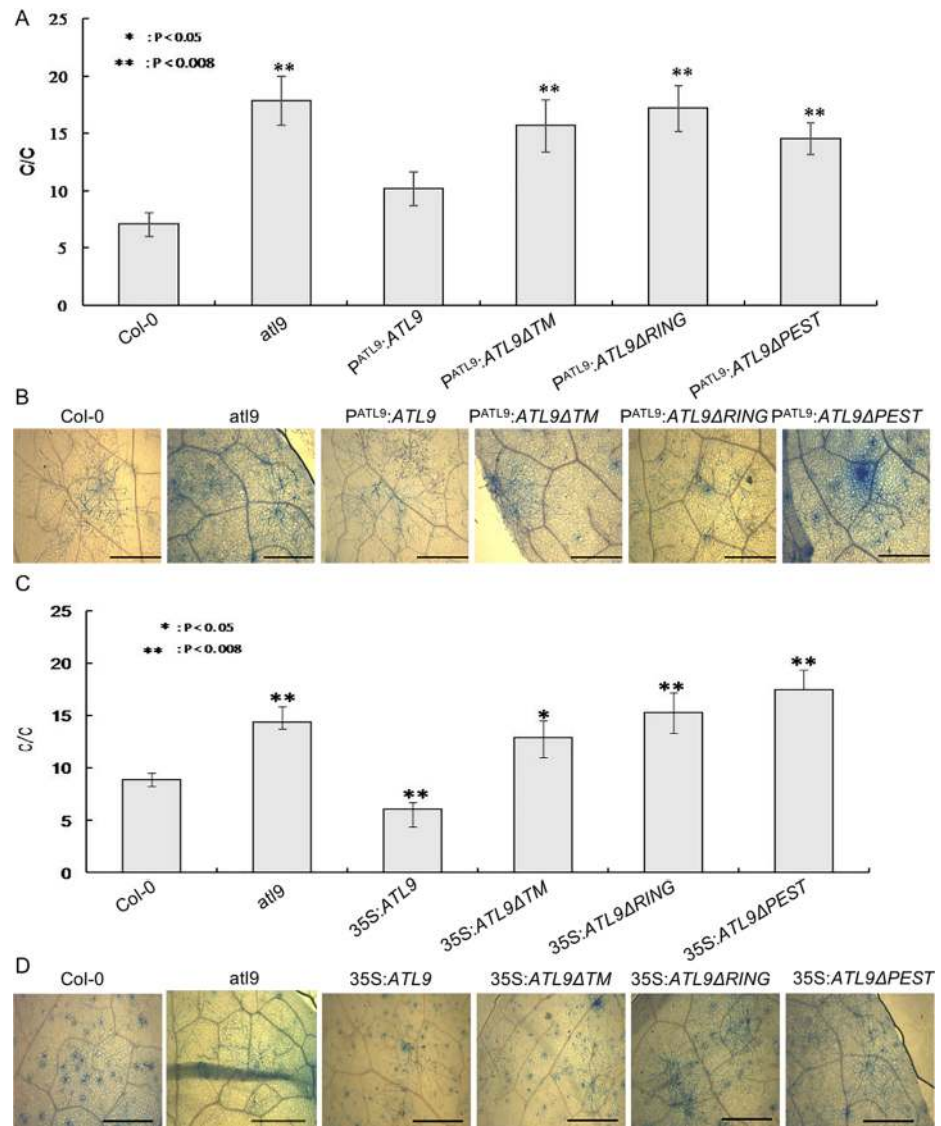 A
25
20
15
10
5
0
C/C
* : P<0.05
** : P<0.008
**
**
**
**
Col-0
atl9
PATL9:ATL9
PATL9:ATL9ΔTM
PATL9:ATL9ΔRING
PATL9:ATL9ΔPEST
B
Col-0 atl9 PATL9:ATL9 PATL9:ATL9ΔTM PATL9:ATL9ΔRING PATL9:ATL9ΔPEST
C
25
20
15
10
5
0
C/C
* : P<0.05
** : P<0.008
**
**
*
**
**
Col-0
atl9
35S:ATL9
35S:ATL9ΔTM
35S:ATL9ΔRING
35S:ATL9ΔPEST
D
Col-0 atl9 35S:ATL9 35S:ATL9ΔTM 35S:ATL9ΔRING 35S:ATL9ΔPEST